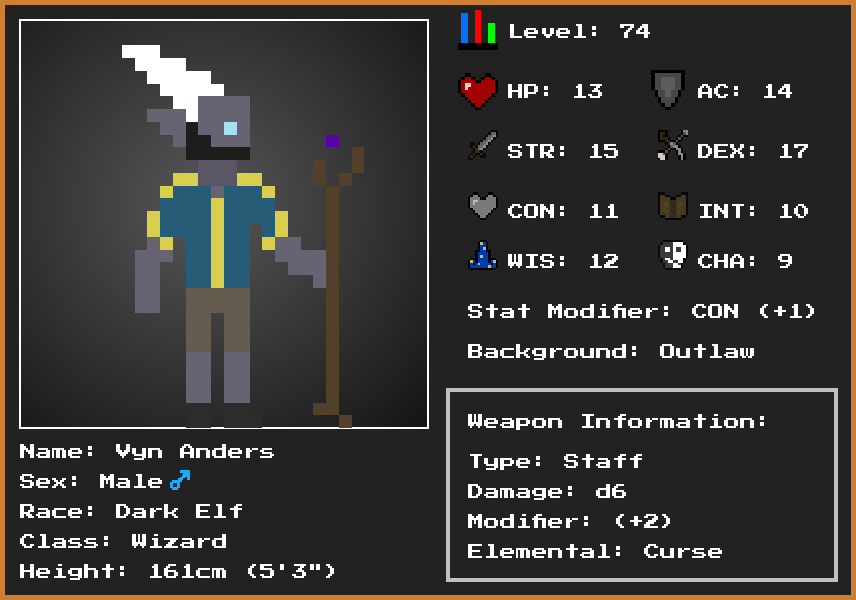 Level: 74
HP: 13
AC: 14
STR: 15
DEX: 17
CON: 11
INT: 10
WIS: 12
CHA: 9
Stat Modifier: CON (+1)
Background: Outlaw
Weapon Information:
Type: Staff
Damage: d6
Modifier: (+2)
Elemental: Curse
Name: Vyn Anders
Sex: Male ♂
Race: Dark Elf
Class: Wizard
Height: 161cm (5'3")